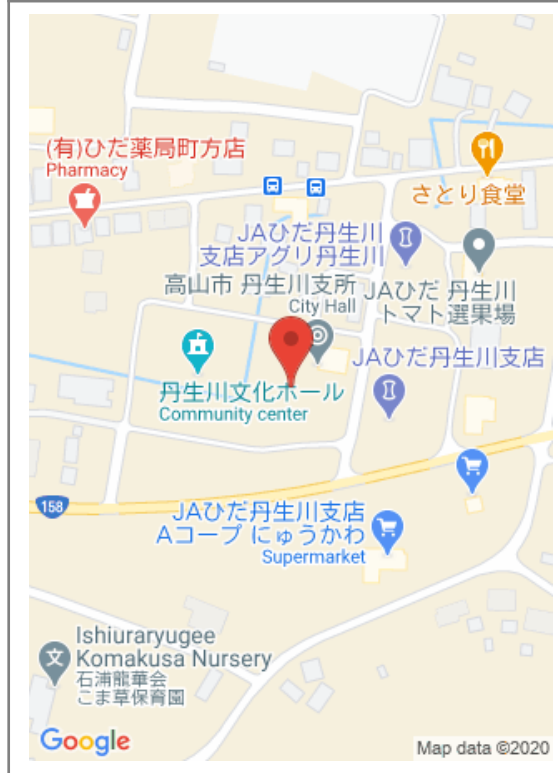 (有)ひだ薬局町方店
Pharmacy
さとり食堂
JAひだ丹生川
支店アグリ丹生川
高山市 丹生川支所
City Hall
JAひだ 丹生川
トマト選果場
丹生川文化ホール
Community center
JAひだ丹生川支店
158
JAひだ丹生川支店
Aコープ にゅうかわ
Supermarket
Ishiuraryugee
Komakusa Nursery
石浦龍華会
こま草保育園
文
Google
Map data ©2020